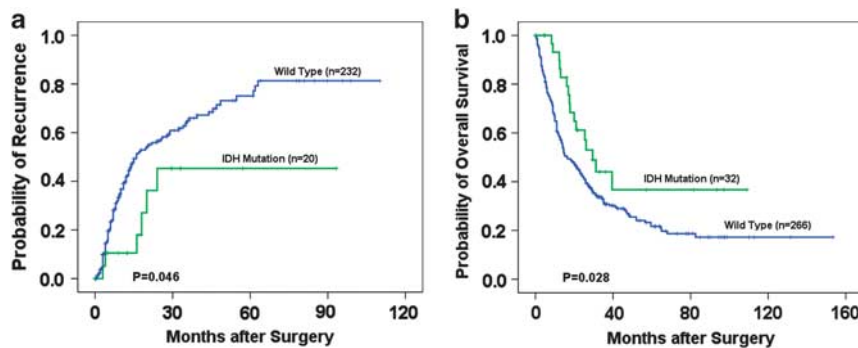 a
Probability of Recurrence
1.0
0.8
0.6
0.4
0.2
0.0
Wild Type (n=232)
IDH Mutation (n=20)
P=0.046
0 30 60 90 120
Months after Surgery
b
Probability of Overall Survival
1.0
0.8
0.6
0.4
0.2
0.0
IDH Mutation (n=32)
Wild Type (n=266)
P=0.028
0 40 80 120 160
Months after Surgery